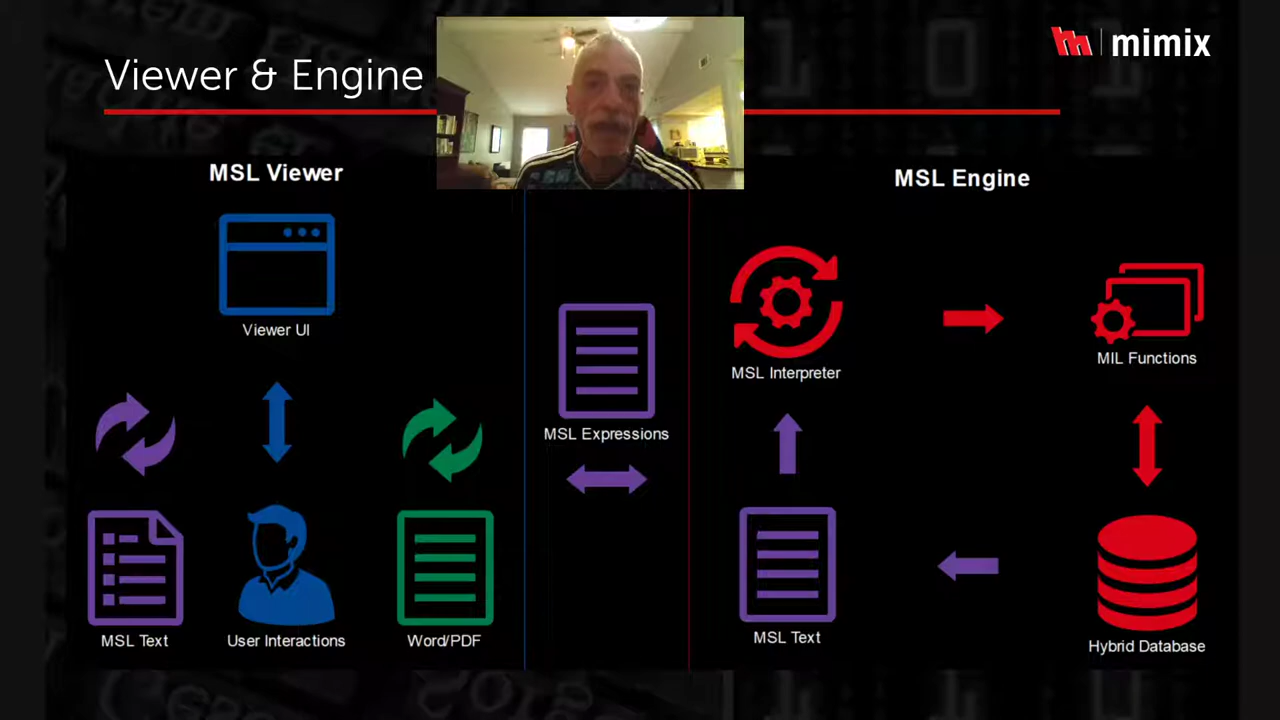 Viewer & Engine
mimix
MSL Viewer
MSL Engine
Viewer UI
MSL Expressions
MSL Interpreter
MIL Functions
MSL Text
User Interactions
Word/PDF
MSL Text
Hybrid Database